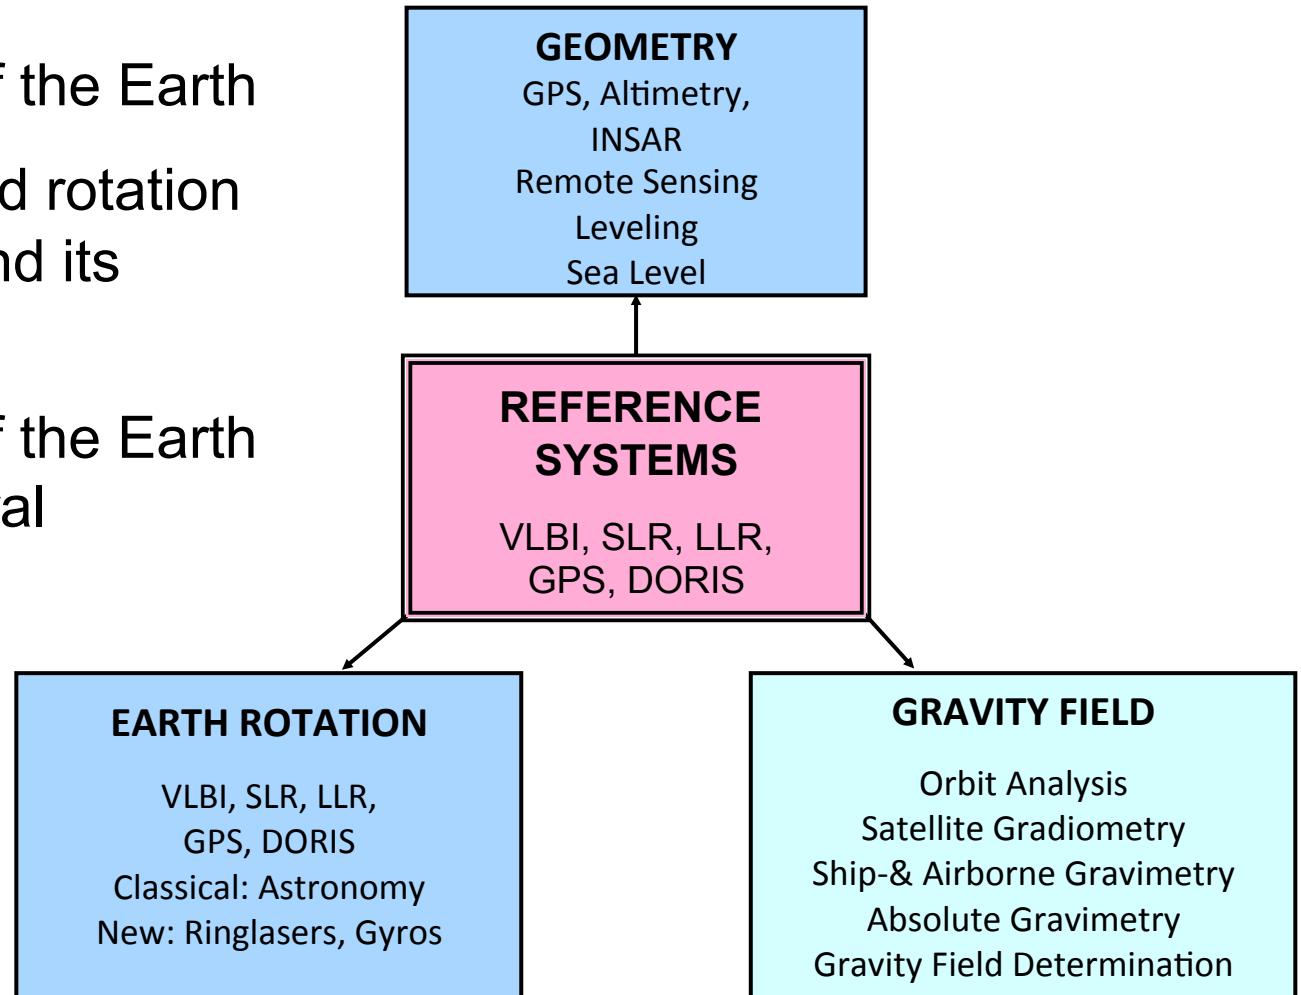 f the Earth
d rotation
nd its
f the Earth
al
GEOMETRY
GPS, Altimetry,
INSAR
Remote Sensing
Leveling
Sea Level
REFERENCE
SYSTEMS
VLBI, SLR, LLR,
GPS, DORIS
EARTH ROTATION
VLBI, SLR, LLR,
GPS, DORIS
Classical: Astronomy
New: Ringlasers, Gyros
GRAVITY FIELD
Orbit Analysis
Satellite Gradiometry
Ship-& Airborne Gravimetry
Absolute Gravimetry
Gravity Field Determination